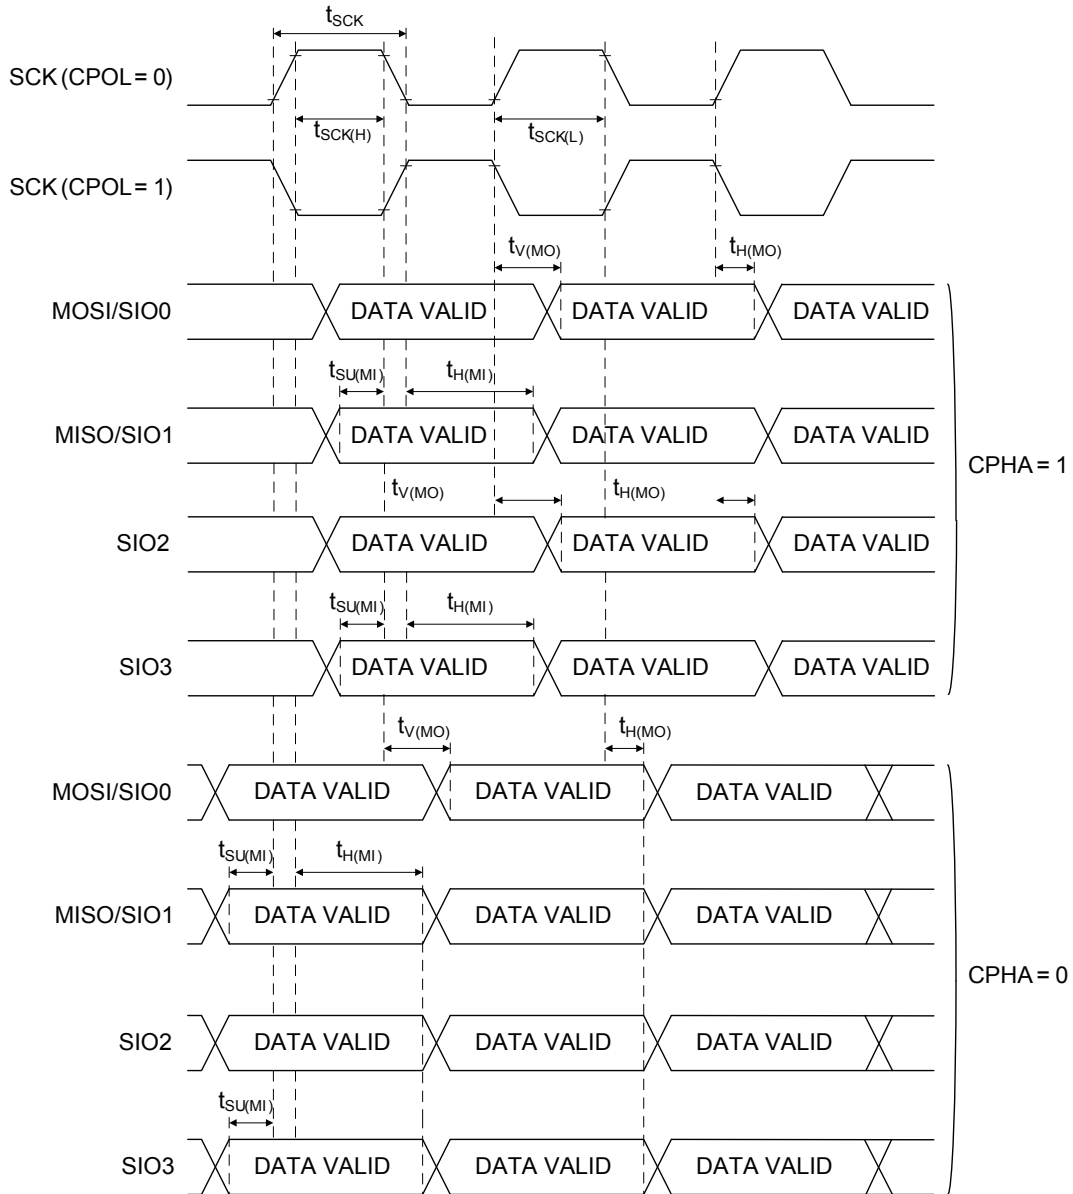 tSCK
SCK (CPOL = 0)
tSCK(H) tSCK(L)
SCK (CPOL = 1)
tV(MO) tH(MO)
MOSI/SIO0 DATA VALID DATA VALID DATA VALID
tSU(MI) tH(MI)
MISO/SIO1 DATA VALID DATA VALID DATA VALID
CPHA = 1
tV(MO) tH(MO)
SIO2 DATA VALID DATA VALID DATA VALID
tSU(MI) tH(MI)
SIO3 DATA VALID DATA VALID DATA VALID
tV(MO) tH(MO)
MOSI/SIO0 DATA VALID DATA VALID DATA VALID
tSU(MI) tH(MI)
MISO/SIO1 DATA VALID DATA VALID DATA VALID
CPHA = 0
SIO2 DATA VALID DATA VALID DATA VALID
tSU(MI)
SIO3 DATA VALID DATA VALID DATA VALID